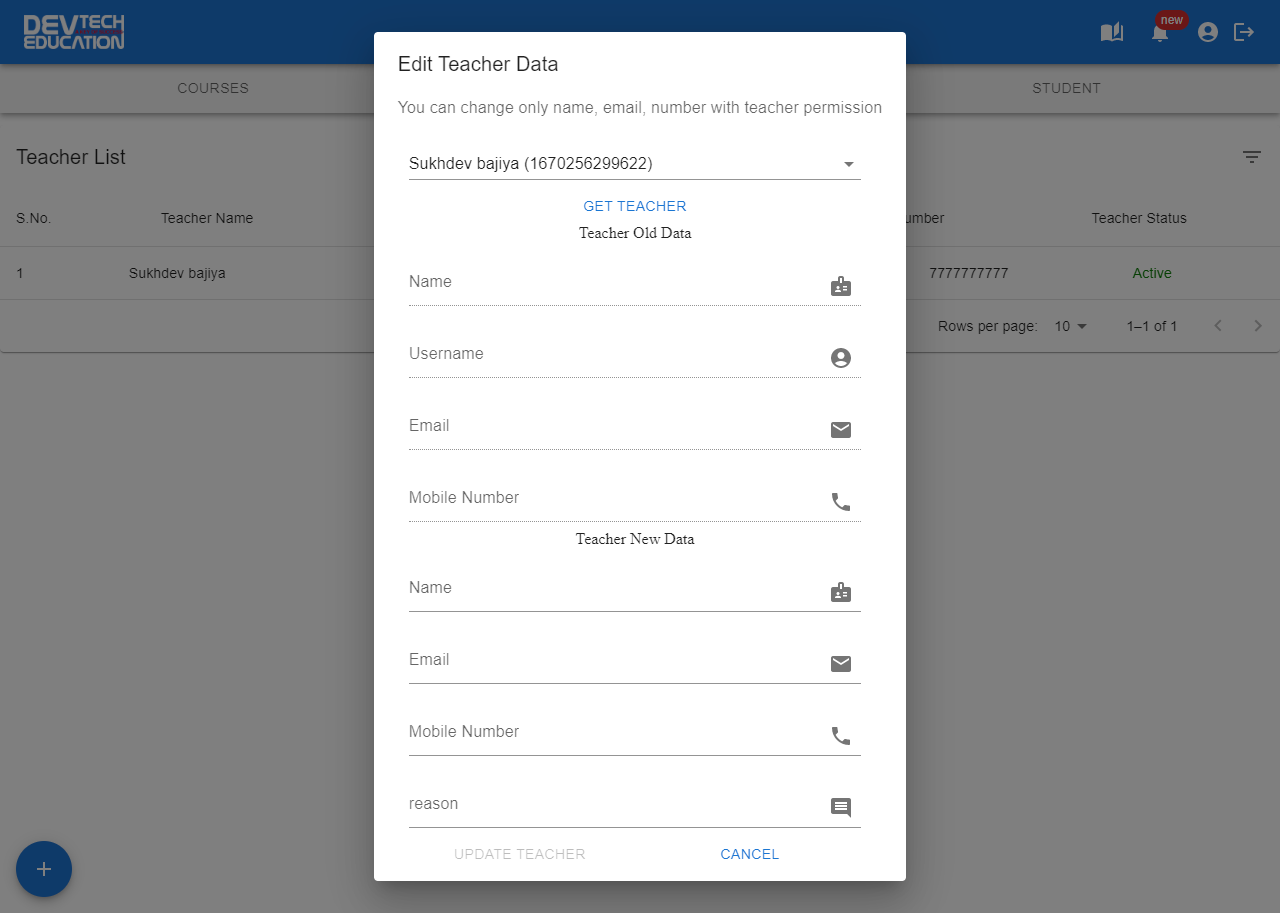 DEVTECH
EDUCATION
new
COURSES
STUDENT
Teacher List
S.No.
Teacher Name
umber
Teacher Status
1
Sukhdev bajiya
7777777777
Active
Rows per page:
10
1–1 of 1
Edit Teacher Data
You can change only name, email, number with teacher permission
Sukhdev bajiya (1670256299622)
GET TEACHER
Teacher Old Data
Name
Username
Email
Mobile Number
Teacher New Data
Name
Email
Mobile Number
reason
UPDATE TEACHER
CANCEL